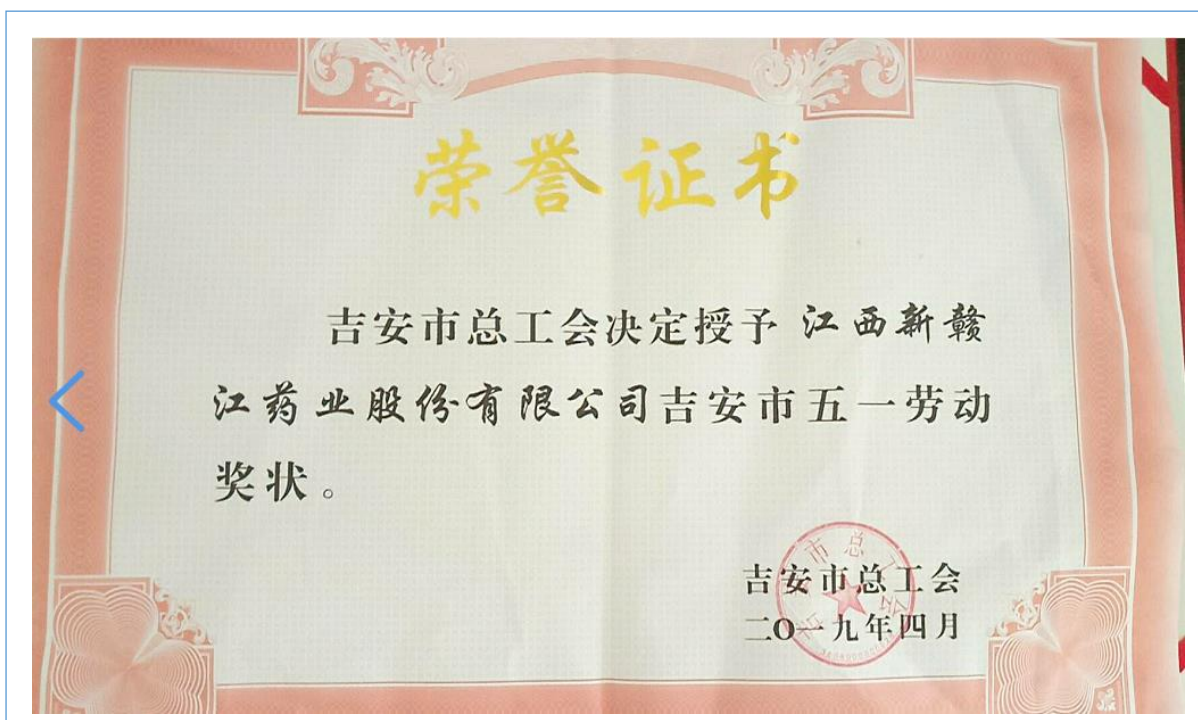 荣誉证书
吉安市总工会决定授予 江西新赣
江药业股份有限公司吉安市五一劳动
奖状。
吉安市总工会
二〇一九年四月